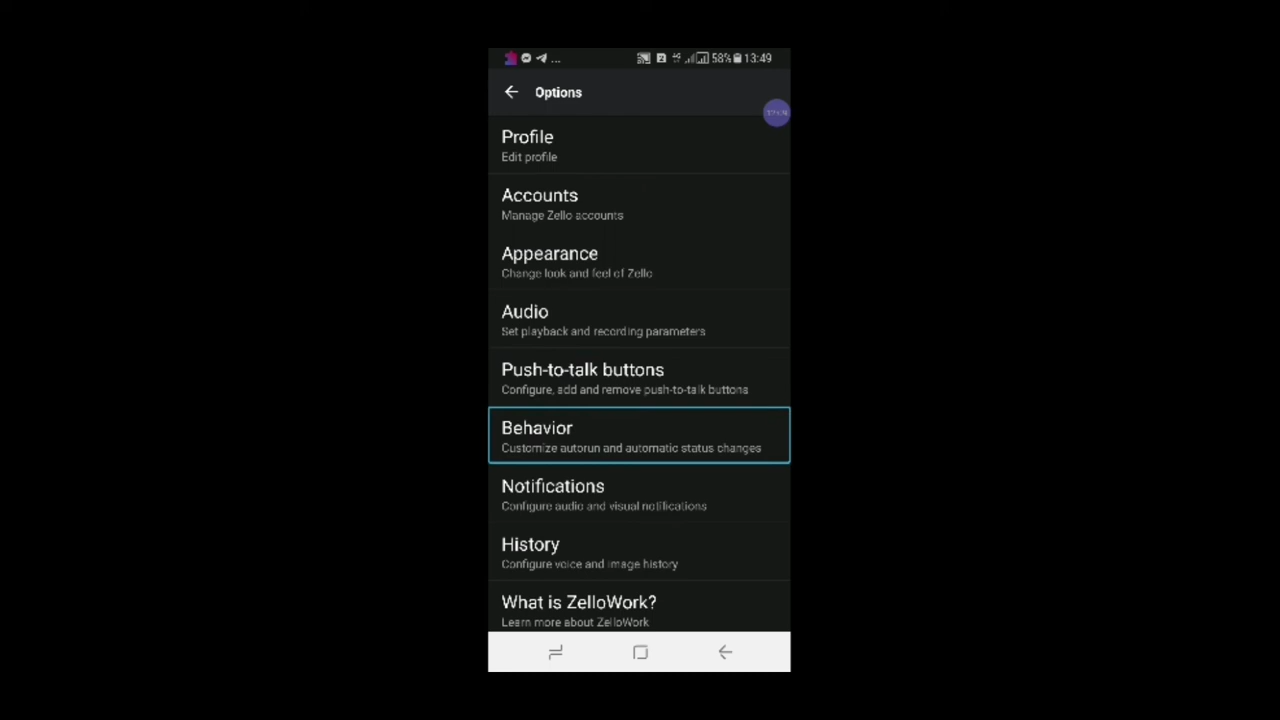 ... 58% 13:49
Options
Profile
Edit profile
Accounts
Manage Zello accounts
Appearance
Change look and feel of Zello
Audio
Set playback and recording parameters
Push-to-talk buttons
Configure, add and remove push-to-talk buttons
Behavior
Customize autorun and automatic status changes
Notifications
Configure audio and visual notifications
History
Configure voice and image history
What is ZelloWork?
Learn more about ZelloWork